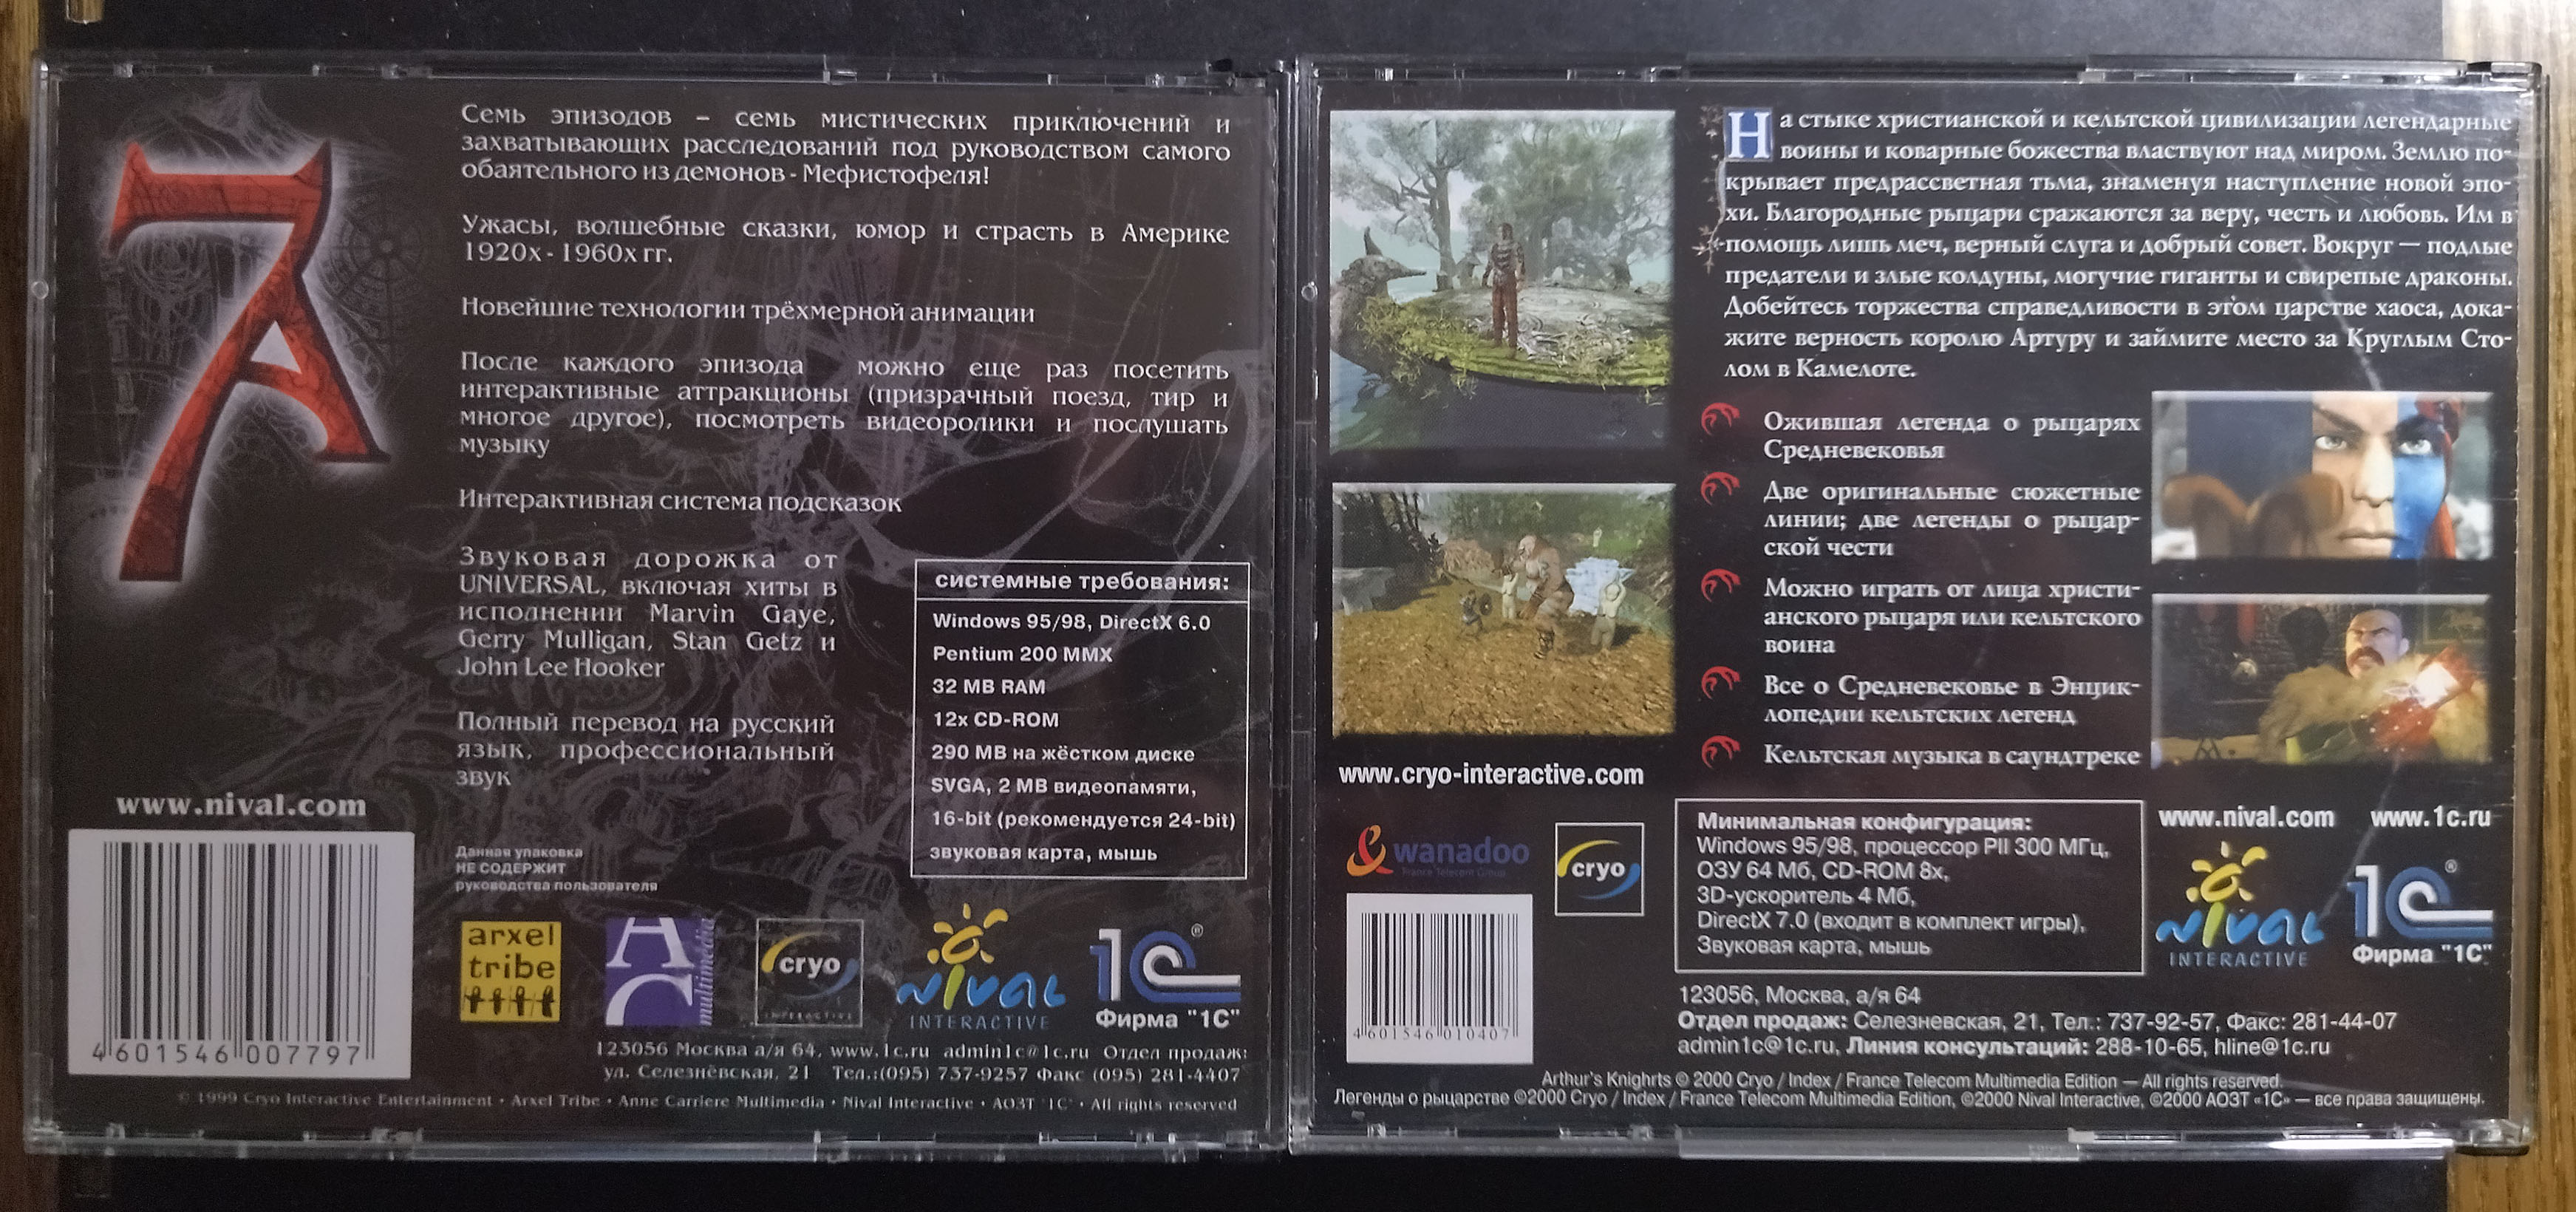 7A
Семь эпизодов – семь мистических приключений и
захватывающих расследований под руководством самого
обаятельного из демонов - Мефистофеля!
Ужасы, волшебные сказки, юмор и страсть в Америке
1920х - 1960х гг.
Новейшие технологии трёхмерной анимации
После каждого эпизода можно еще раз посетить
интерактивные аттракционы (призрачный поезд, тир и
многое другое), посмотреть видеоролики и послушать
музыку
Интерактивная система подсказок
Звуковая дорожка от
UNIVERSAL, включая хиты в
исполнении Marvin Gaye,
Gerry Mulligan, Stan Getz и
John Lee Hooker
Полный перевод на русский
язык, профессиональный
звук
системные требования:
Windows 95/98, DirectX 6.0
Pentium 200 MMX
32 MB RAM
12x CD-ROM
290 MB на жёстком диске
SVGA, 2 MB видеопамяти,
16-bit (рекомендуется 24-bit)
звуковая карта, мышь
www.nival.com
4 601546 007797
Данная упаковка
НЕ СОДЕРЖИТ
руководства пользователя
arxel
tribe
AC
multimedia
cryo
INTERACTIVE
Nival
INTERACTIVE
1C®
Фирма "1С"
123056 Москва а/я 64, www.1c.ru admin1c@1c.ru Отдел продаж:
ул. Селезнёвская, 21 Тел.:(095) 737-9257 Факс (095) 281-4407
© 1999 Cryo Interactive Entertainment • Arxel Tribe • Anne Carriere Multimedia • Nival Interactive • АОЗТ "1С" • All rights reserved
На стыке христианской и кельтской цивилизации легендарные
воины и коварные божества властвуют над миром. Землю по-
крывает предрассветная тьма, знаменуя наступление новой эпо-
хи. Благородные рыцари сражаются за веру, честь и любовь. Им в
помощь лишь меч, верный слуга и добрый совет. Вокруг — подлые
предатели и злые колдуны, могучие гиганты и свирепые драконы.
Добейтесь торжества справедливости в этом царстве хаоса, дока-
жите верность королю Артуру и займите место за Круглым Сто-
лом в Камелоте.
Ожившая легенда о рыцарях
Средневековья
Две оригинальные сюжетные
линии; две легенды о рыцар-
ской чести
Можно играть от лица христи-
анского рыцаря или кельтского
воина
Все о Средневековье в Энцик-
лопедии кельтских легенд
Кельтская музыка в саундтреке
www.cryo-interactive.com
wanadoo
France Telecom Group
cryo
4 601546 010407
Минимальная конфигурация:
Windows 95/98, процессор PII 300 МГц,
ОЗУ 64 Мб, CD-ROM 8x,
3D-ускоритель 4 Мб,
DirectX 7.0 (входит в комплект игры),
Звуковая карта, мышь
www.nival.com www.1c.ru
Nival
INTERACTIVE
1C®
Фирма "1С"
123056, Москва, а/я 64
Отдел продаж: Селезневская, 21, Тел.: 737-92-57, Факс: 281-44-07
admin1c@1c.ru, Линия консультаций: 288-10-65, hline@1c.ru
Arthur's Knighrts © 2000 Cryo / Index / France Telecom Multimedia Edition — All rights reserved.
Легенды о рыцарстве ©2000 Cryo / Index / France Telecom Multimedia Edition, ©2000 Nival Interactive, ©2000 АОЗТ «1С» — все права защищены.